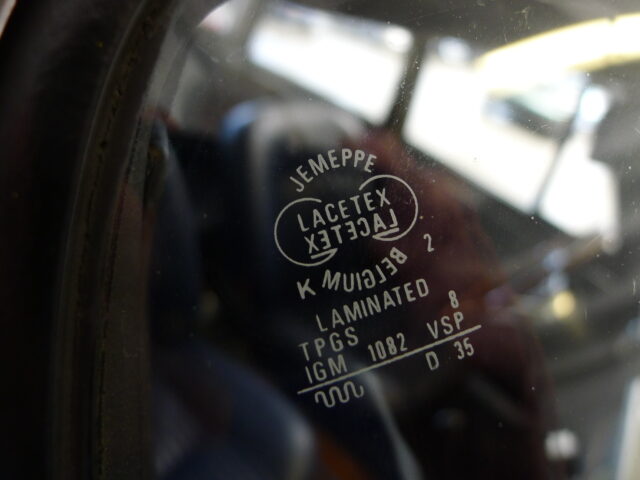 JEMEPPE
LACETEX
LACETEX
BELGIUM
K 2
LAMINATED
TPGS 8
IGM 1082 VSP
D 35